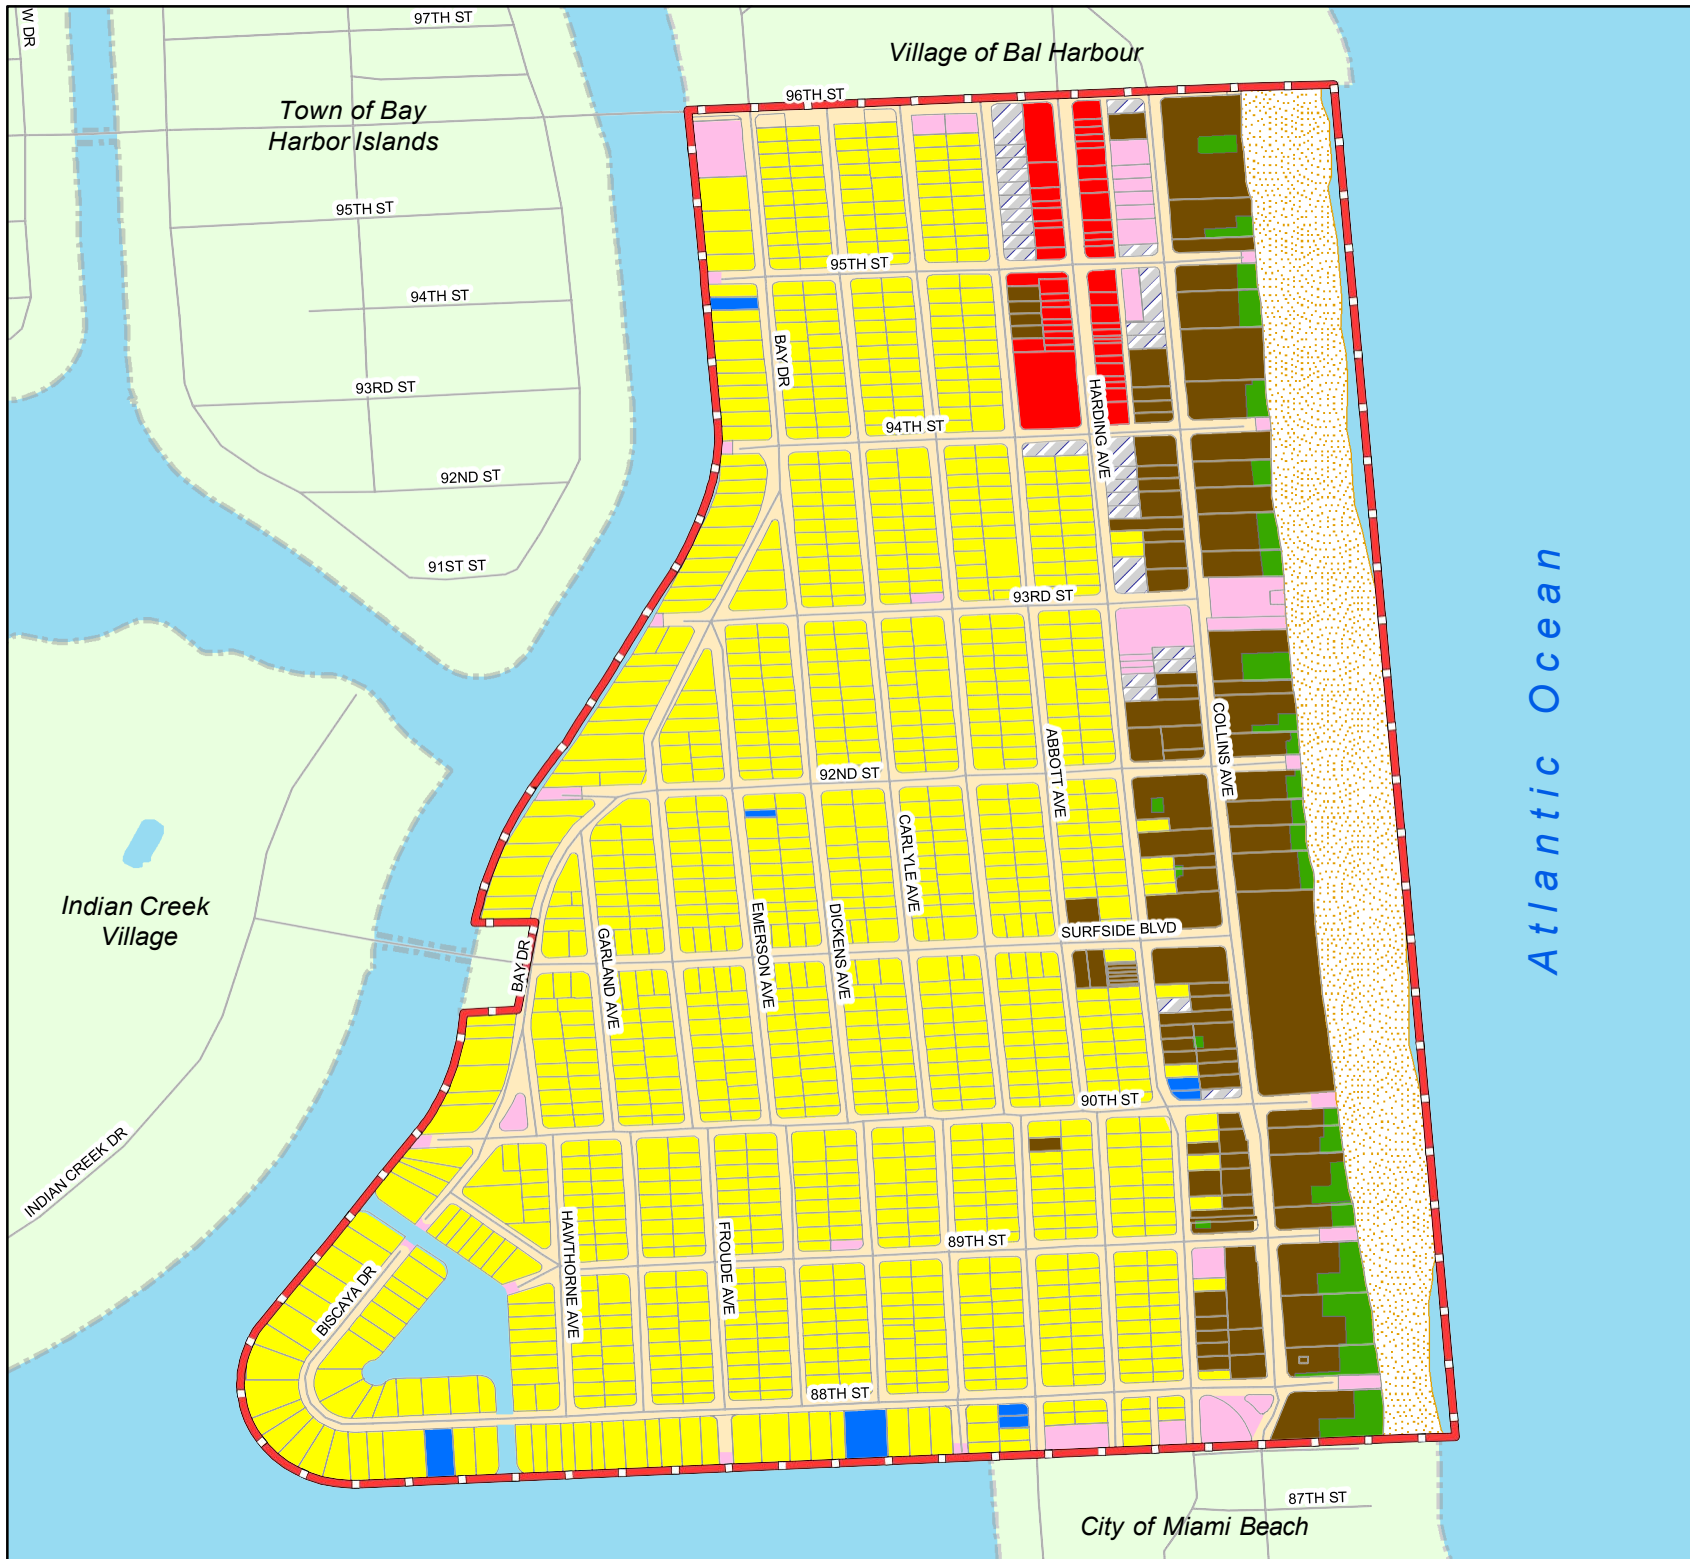 W DR
97TH ST
Village of Bal Harbour
96TH ST
Town of Bay
Harbor Islands
95TH ST
95TH ST
94TH ST
BAY DR
93RD ST
HARDING AVE
94TH ST
92ND ST
91ST ST
93RD ST
Atlantic Ocean
COLLINS AVE
ABBOTT AVE
92ND ST
CARLYLE AVE
Indian Creek
Village
EMERSON AVE
DICKENS AVE
SURFSIDE BLVD
GARLAND AVE
BAY DR
90TH ST
INDIAN CREEK DR
HAWTHORNE AVE
FROUDE AVE
89TH ST
BISCAYA DR
88TH ST
87TH ST
City of Miami Beach